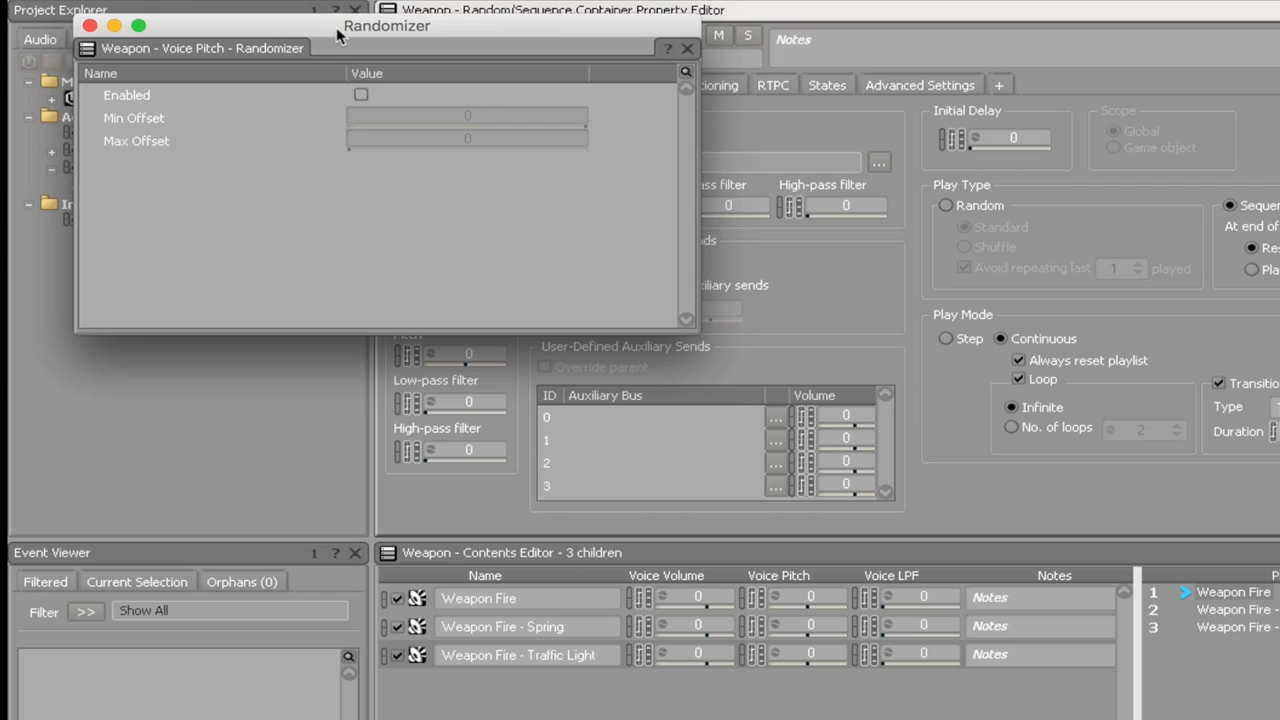 Project Explorer
1 ?
Weapon - Random/Sequence Container Property Editor
Randomizer
Audio
M S
Notes
Weapon - Voice Pitch - Randomizer
?
ioning RTPC States Advanced Settings +
Name Value
Enabled
Min Offset 0
Max Offset 0
M
A
In
Initial Delay
0
Scope
Global
Game object
...
ss filter High-pass filter
0 0
Play Type
Random
Standard
Shuffle
Avoid repeating last 1 played
Seque
At end of
Res
Pla
ds
xiliary sends
Play Mode
Step Continuous
Always reset playlist
Loop
Infinite
No. of loops 2
Transitio
Type
Duration
0
Low-pass filter
0
High-pass filter
0
User-Defined Auxiliary Sends
Override parent
ID Auxiliary Bus Volume
0 ... 0
1 ... 0
2 ... 0
3 ... 0
Event Viewer 1 ?
Filtered Current Selection Orphans (0)
Filter >> Show All
Weapon - Contents Editor - 3 children
Name Voice Volume Voice Pitch Voice LPF Notes
Weapon Fire 0 0 0 Notes
Weapon Fire - Spring 0 0 0 Notes
Weapon Fire - Traffic Light 0 0 0 Notes
P
1 Weapon Fire
2 Weapon Fire -
3 Weapon Fire -